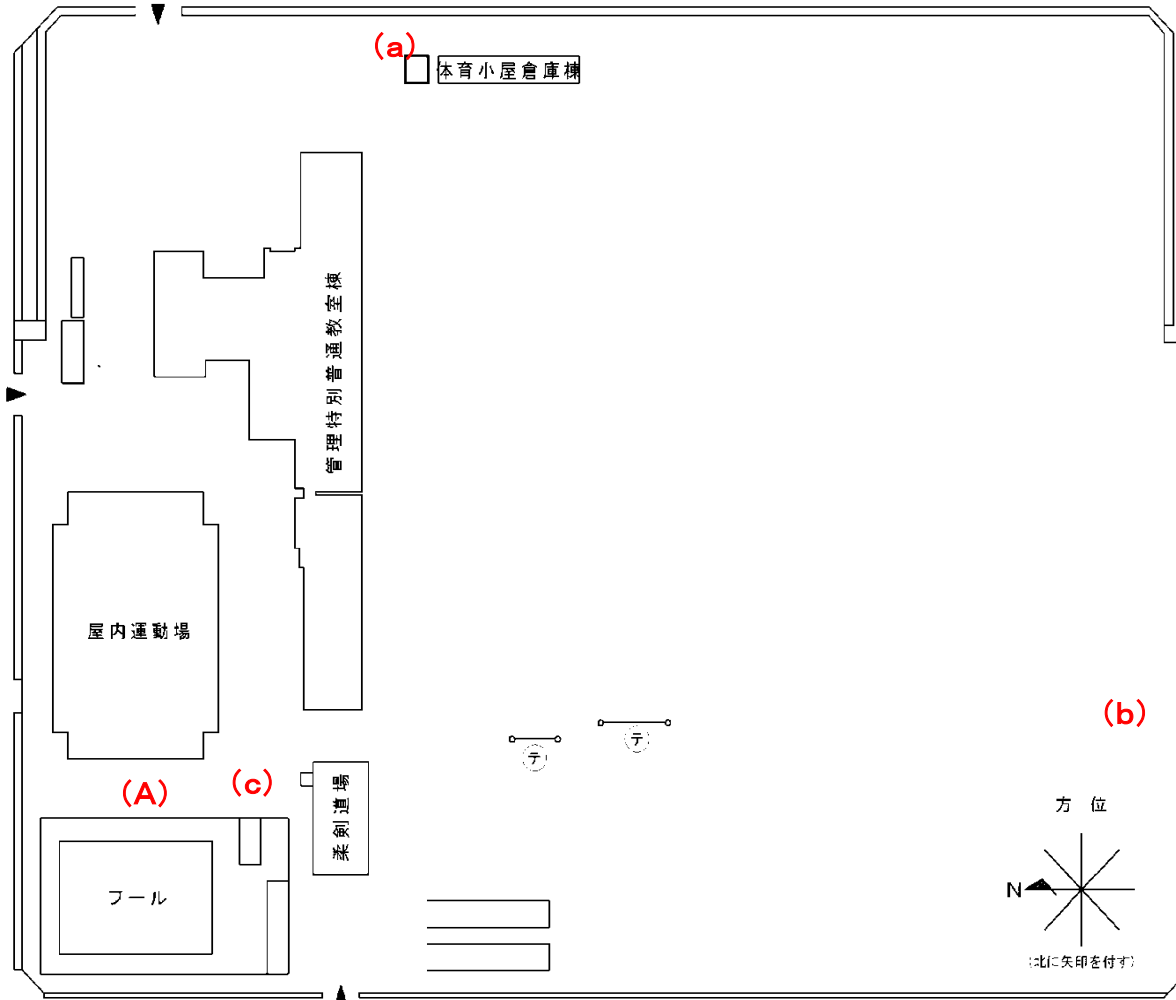 (a)
体育小屋倉庫棟
管理特別普通教室棟
屋内運動場
(b)
テ
テ
(A)
(c)
柔剣道場
プール
方 位
N
(北に矢印を付す)